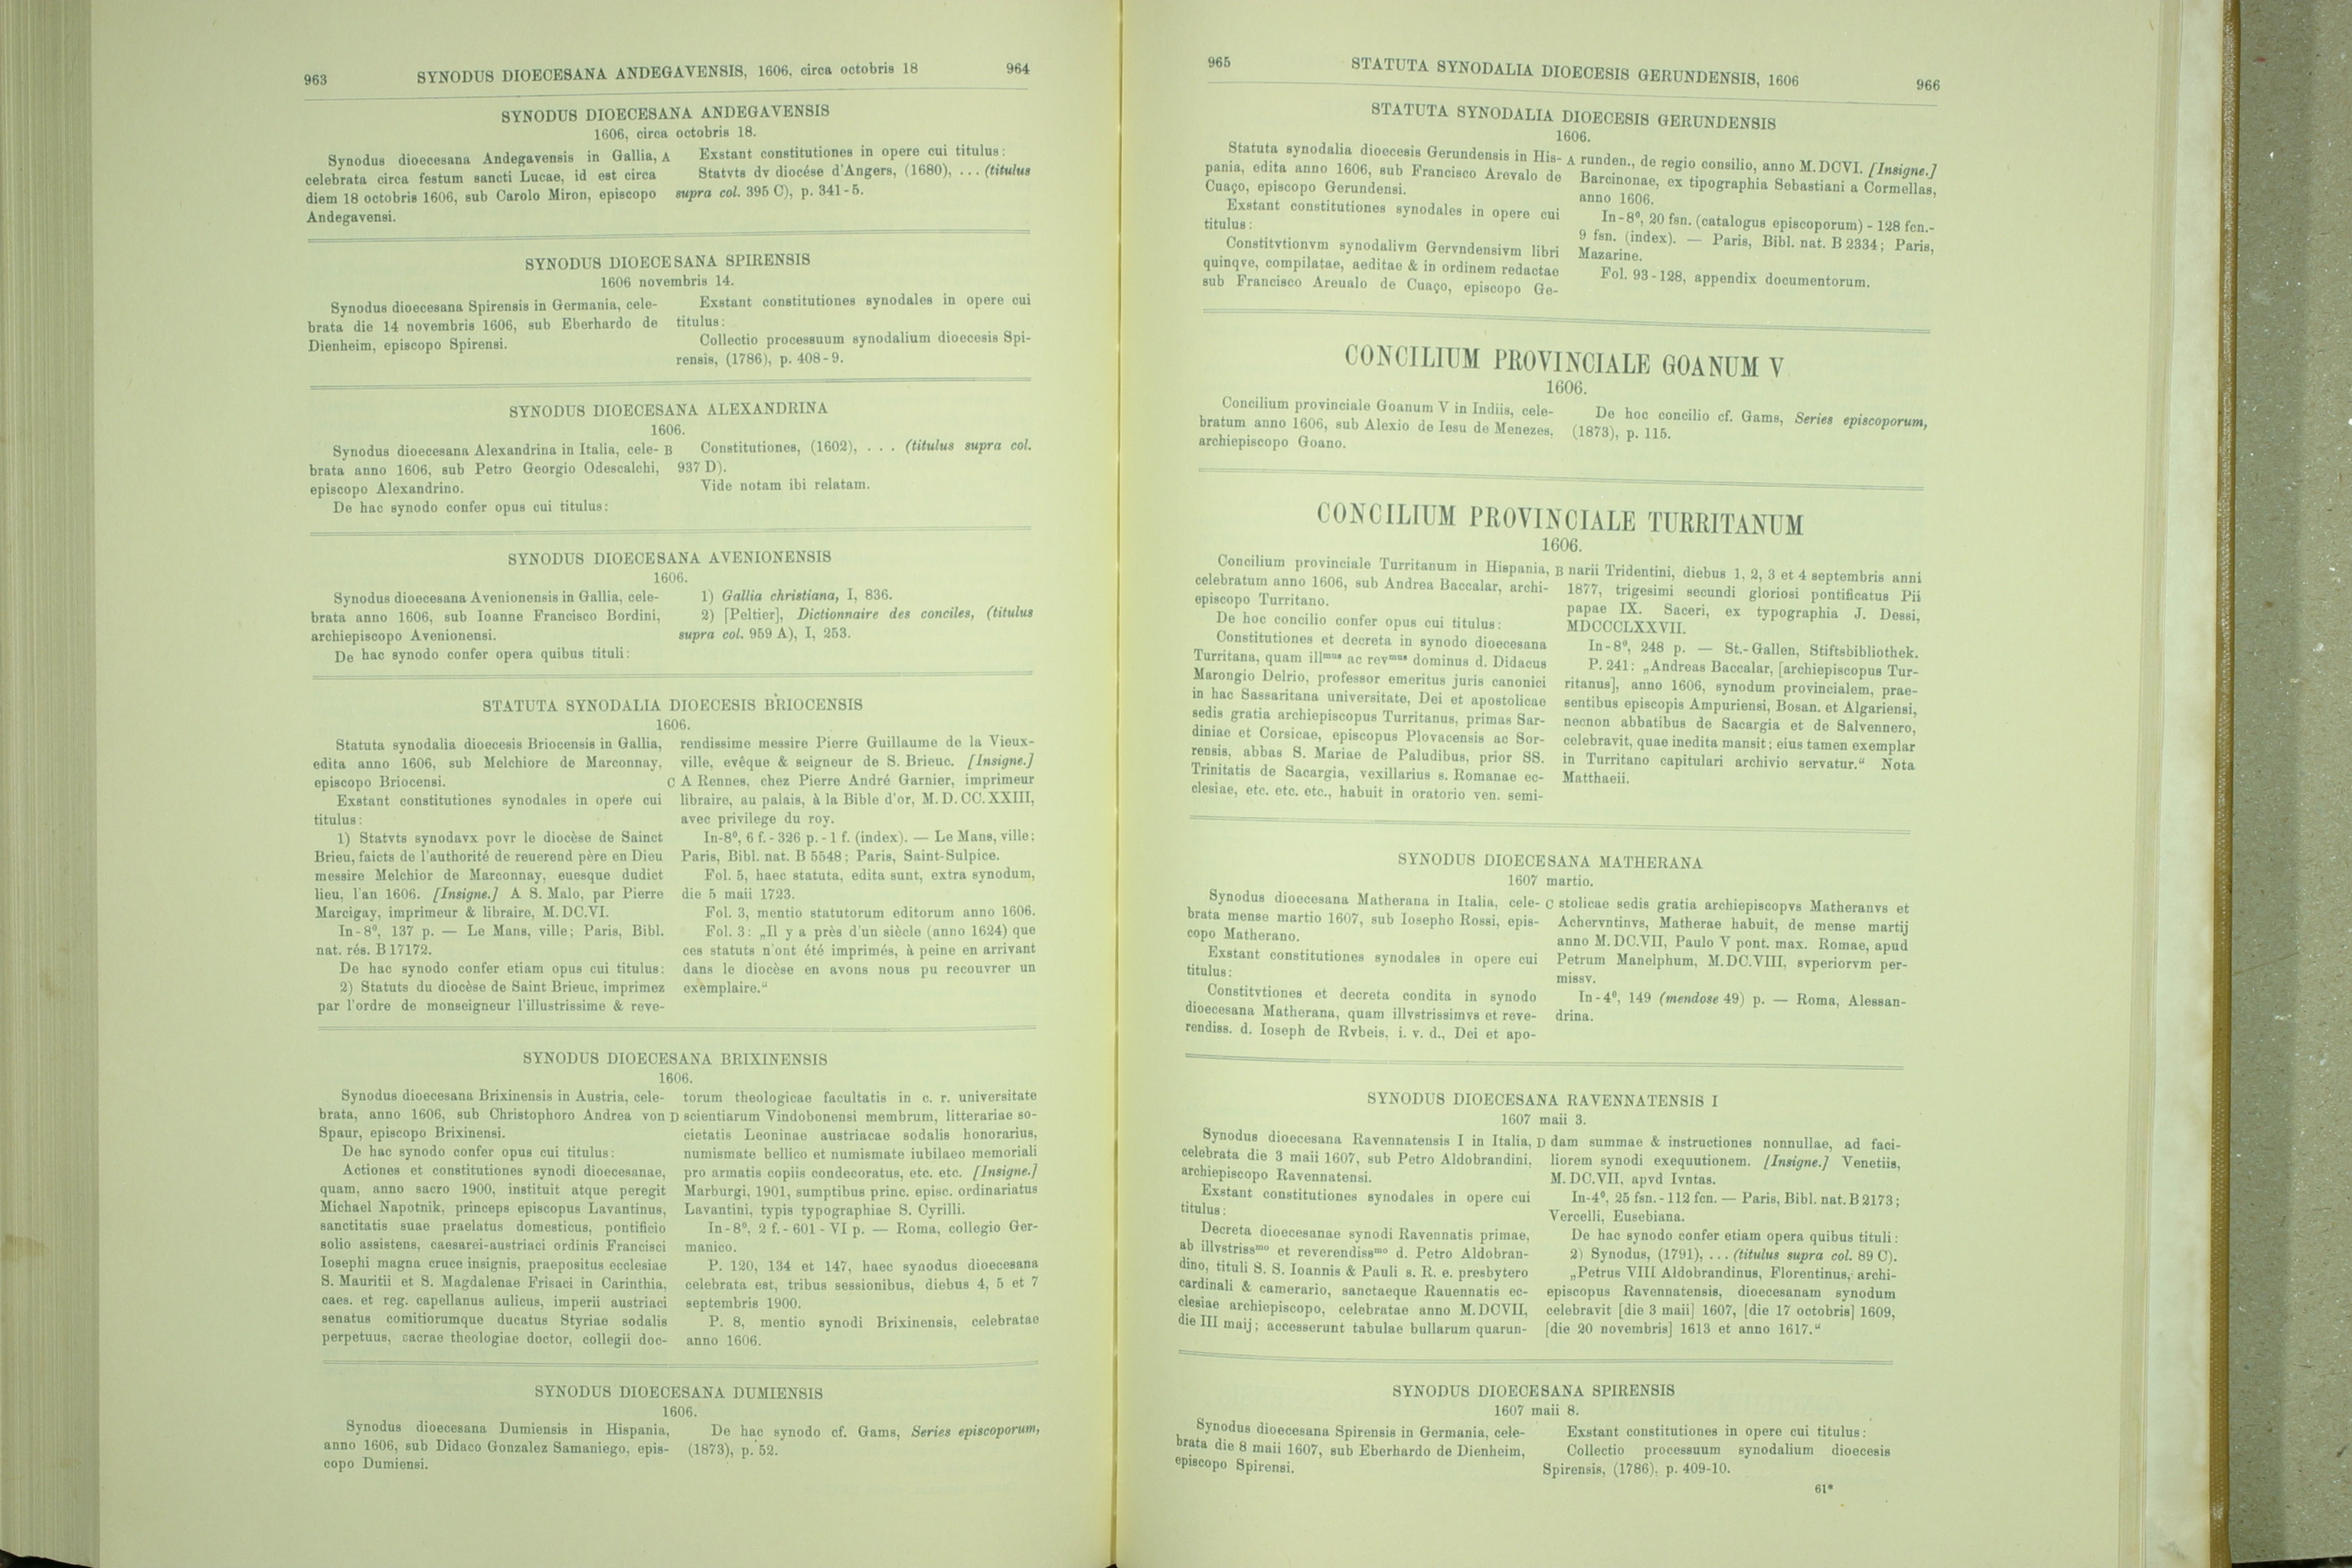 963 SYNODUS DIOECESANA ANDEGAVENSIS, 1606, circa octobris 18 964
SYNODUS DIOECESANA ANDEGAVENSIS
1606, circa octobris 18.
Synodus dioecesana Andegavensis in Gallia,
celebrata circa festum sancti Lucae, id est circa
diem 18 octobris 1606, sub Carolo Miron, episcopo
Andegavensi.
A Exstant constitutiones in opere cui titulus:
Statvts dv diocése d'Angers, (1680), ... (titulus
supra col. 395 C), p. 341-5.
SYNODUS DIOECESANA SPIRENSIS
1606 novembris 14.
Synodus dioecesana Spirensis in Germania, cele-
brata die 14 novembris 1606, sub Eberhardo de
Dienheim, episcopo Spirensi.
Exstant constitutiones synodales in opere cui
titulus:
Collectio processuum synodalium dioecesis Spi-
rensis, (1786), p. 408-9.
SYNODUS DIOECESANA ALEXANDRINA
1606.
Synodus dioecesana Alexandrina in Italia, cele-
brata anno 1606, sub Petro Georgio Odescalchi,
episcopo Alexandrino.
De hac synodo confer opus cui titulus:
B Constitutiones, (1602), . . . (titulus supra col.
937 D).
Vide notam ibi relatam.
SYNODUS DIOECESANA AVENIONENSIS
1606.
Synodus dioecesana Avenionensis in Gallia, cele-
brata anno 1606, sub Ioanne Francisco Bordini,
archiepiscopo Avenionensi.
De hac synodo confer opera quibus tituli:
1) Gallia christiana, I, 836.
2) [Peltier], Dictionnaire des conciles, (titulus
supra col. 959 A), I, 253.
STATUTA SYNODALIA DIOECESIS BRIOCENSIS
1606.
Statuta synodalia dioecesis Briocensis in Gallia,
edita anno 1606, sub Melchiore de Marconnay,
episcopo Briocensi.
Exstant constitutiones synodales in opere cui
titulus:
1) Statvts synodavx povr le diocèse de Sainct
Brieu, faicts de l'authorité de reuerend père en Dieu
messire Melchior de Marconnay, euesque dudict
lieu, l'an 1606. [Insigne.] A S. Malo, par Pierre
Marcigay, imprimeur & libraire, M. DC.VI.
In-8⁰, 137 p. — Le Mans, ville; Paris, Bibl.
nat. rés. B 17172.
De hac synodo confer etiam opus cui titulus:
2) Statuts du diocèse de Saint Brieuc, imprimez
par l'ordre de monseigneur l'illustrissime & reve-
rendissime messire Pierre Guillaume de la Vieux-
ville, evêque & seigneur de S. Brieuc. [Insigne.]
C A Rennes, chez Pierre André Garnier, imprimeur
libraire, au palais, à la Bible d'or, M. D. CC. XXIII,
avec privilege du roy.
In-8⁰, 6 f. - 326 p. - 1 f. (index). — Le Mans, ville;
Paris, Bibl. nat. B 5548; Paris, Saint-Sulpice.
Fol. 5, haec statuta, edita sunt, extra synodum,
die 5 maii 1723.
Fol. 3, mentio statutorum editorum anno 1606.
Fol. 3: „Il y a près d'un siècle (anno 1624) que
ces statuts n'ont été imprimés, à peine en arrivant
dans le diocèse en avons nous pu recouvrer un
exemplaire.“
SYNODUS DIOECESANA BRIXINENSIS
1606.
Synodus dioecesana Brixinensis in Austria, cele-
brata, anno 1606, sub Christophoro Andrea von
Spaur, episcopo Brixinensi.
De hac synodo confer opus cui titulus:
Actiones et constitutiones synodi dioecesanae,
quam, anno sacro 1900, instituit atque peregit
Michael Napotnik, princeps episcopus Lavantinus,
sanctitatis suae praelatus domesticus, pontificio
solio assistens, caesarei-austriaci ordinis Francisci
Iosephi magna cruce insignis, praepositus ecclesiae
S. Mauritii et S. Magdalenae Frisaci in Carinthia,
caes. et reg. capellanus aulicus, imperii austriaci
senatus comitiorumque ducatus Styriae sodalis
perpetuus, sacrae theologiae doctor, collegii doc-
torum theologicae facultatis in c. r. universitate
D scientiarum Vindobonensi membrum, litterariae so-
cietatis Leoninae austriacae sodalis honorarius,
numismate bellico et numismate iubilaeo memoriali
pro armatis copiis condecoratus, etc. etc. [Insigne.]
Marburgi, 1901, sumptibus princ. episc. ordinariatus
Lavantini, typis typographiae S. Cyrilli.
In-8⁰, 2 f. - 601 - VI p. — Roma, collegio Ger-
manico.
P. 120, 134 et 147, haec synodus dioecesana
celebrata est, tribus sessionibus, diebus 4, 5 et 7
septembris 1900.
P. 8, mentio synodi Brixinensis, celebratae
anno 1606.
SYNODUS DIOECESANA DUMIENSIS
1606.
Synodus dioecesana Dumiensis in Hispania,
anno 1606, sub Didaco Gonzalez Samaniego, epis-
copo Dumiensi.
De hac synodo cf. Gams, Series episcoporum,
(1873), p. 52.
965 STATUTA SYNODALIA DIOECESIS GERUNDENSIS, 1606 966
STATUTA SYNODALIA DIOECESIS GERUNDENSIS
1606.
Statuta synodalia dioecesis Gerundensis in His-
pania, edita anno 1606, sub Francisco Arevalo de
Cuaço, episcopo Gerundensi.
Exstant constitutiones synodales in opere cui
titulus:
Constitvtionvm synodalivm Gervndensivm libri
quinqve, compilatae, aeditae & in ordinem redactae
sub Francisco Areualo de Cuaço, episcopo Ge-
A runden., de regio consilio, anno M. DCVI. [Insigne.]
Barcinonae, ex tipographia Sebastiani a Cormellas,
anno 1606.
In-8⁰, 20 fsn. (catalogus episcoporum) - 128 fcn.-
9 fsn. (index). — Paris, Bibl. nat. B 2334; Paris,
Mazarine.
Fol. 93-128, appendix documentorum.
CONCILIUM PROVINCIALE GOANUM V
1606.
Concilium provinciale Goanum V in Indiis, cele-
bratum anno 1606, sub Alexio de Iesu de Menezes,
archiepiscopo Goano.
De hoc concilio cf. Gams, Series episcoporum,
(1873), p. 115.
CONCILIUM PROVINCIALE TURRITANUM
1606.
Concilium provinciale Turritanum in Hispania,
celebratum anno 1606, sub Andrea Baccalar, archi-
episcopo Turritano.
De hoc concilio confer opus cui titulus:
Constitutiones et decreta in synodo dioecesana
Turritana, quam illᵐᵘˢ ac revᵐᵘˢ dominus d. Didacus
Marongio Delrio, professor emeritus juris canonici
in hac Sassaritana universitate, Dei et apostolicae
sedis gratia archiepiscopus Turritanus, primas Sar-
diniae et Corsicae, episcopus Plovacensis ac Sor-
rensis, abbas S. Mariae de Paludibus, prior SS.
Trinitatis de Sacargia, vexillarius s. Romanae ec-
clesiae, etc. etc. etc., habuit in oratorio ven. semi-
B narii Tridentini, diebus 1, 2, 3 et 4 septembris anni
1877, trigesimi secundi gloriosi pontificatus Pii
papae IX. Saceri, ex typographia J. Dessi,
MDCCCLXXVII.
In-8⁰, 248 p. — St.-Gallen, Stiftsbibliothek.
P. 241: „Andreas Baccalar, [archiepiscopus Tur-
ritanus], anno 1606, synodum provincialem, prae-
sentibus episcopis Ampuriensi, Bosan. et Algariensi,
necnon abbatibus de Sacargia et de Salvennero,
celebravit, quae inedita mansit; eius tamen exemplar
in Turritano capitulari archivio servatur.“ Nota
Matthaeii.
SYNODUS DIOECESANA MATHERANA
1607 martio.
Synodus dioecesana Matherana in Italia, cele-
brata mense martio 1607, sub Iosepho Rossi, epis-
copo Matherano.
Exstant constitutiones synodales in opere cui
titulus:
Constitvtiones et decreta condita in synodo
dioecesana Matherana, quam illvstrissimvs et reve-
rendiss. d. Ioseph de Rvbeis, i. v. d., Dei et apo-
C stolicae sedis gratia archiepiscopvs Matheranvs et
Achervntinvs, Matherae habuit, de mense martij
anno M. DC.VII, Paulo V pont. max. Romae, apud
Petrum Manelphum, M.DC.VIII, svperiorvm per-
missv.
In-4⁰, 149 (mendose 49) p. — Roma, Alessan-
drina.
SYNODUS DIOECESANA RAVENNATENSIS I
1607 maii 3.
Synodus dioecesana Ravennatensis I in Italia,
celebrata die 3 maii 1607, sub Petro Aldobrandini,
archiepiscopo Ravennatensi.
Exstant constitutiones synodales in opere cui
titulus:
Decreta dioecesanae synodi Ravennatis primae,
ab illvstrissᵐᵒ et reverendissᵐᵒ d. Petro Aldobran-
dino, tituli S. S. Ioannis & Pauli s. R. e. presbytero
cardinali & camerario, sanctaeque Rauennatis ec-
clesiae archiepiscopo, celebratae anno M. DCVII,
die III maij; accesserunt tabulae bullarum quarun-
D dam summae & instructiones nonnullae, ad faci-
liorem synodi exequutionem. [Insigne.] Venetiis,
M. DC.VII, apvd Ivntas.
In-4⁰, 25 fsn. - 112 fcn. — Paris, Bibl. nat. B 2173;
Vercelli, Eusebiana.
De hac synodo confer etiam opera quibus tituli:
2) Synodus, (1791), ... (titulus supra col. 89 C).
„Petrus VIII Aldobrandinus, Florentinus, archi-
episcopus Ravennatensis, dioecesanam synodum
celebravit [die 3 maii] 1607, [die 17 octobris] 1609,
[die 20 novembris] 1613 et anno 1617.“
SYNODUS DIOECESANA SPIRENSIS
1607 maii 8.
Synodus dioecesana Spirensis in Germania, cele-
brata die 8 maii 1607, sub Eberhardo de Dienheim,
episcopo Spirensi.
Exstant constitutiones in opere cui titulus:
Collectio processuum synodalium dioecesis
Spirensis, (1786), p. 409-10.
61*